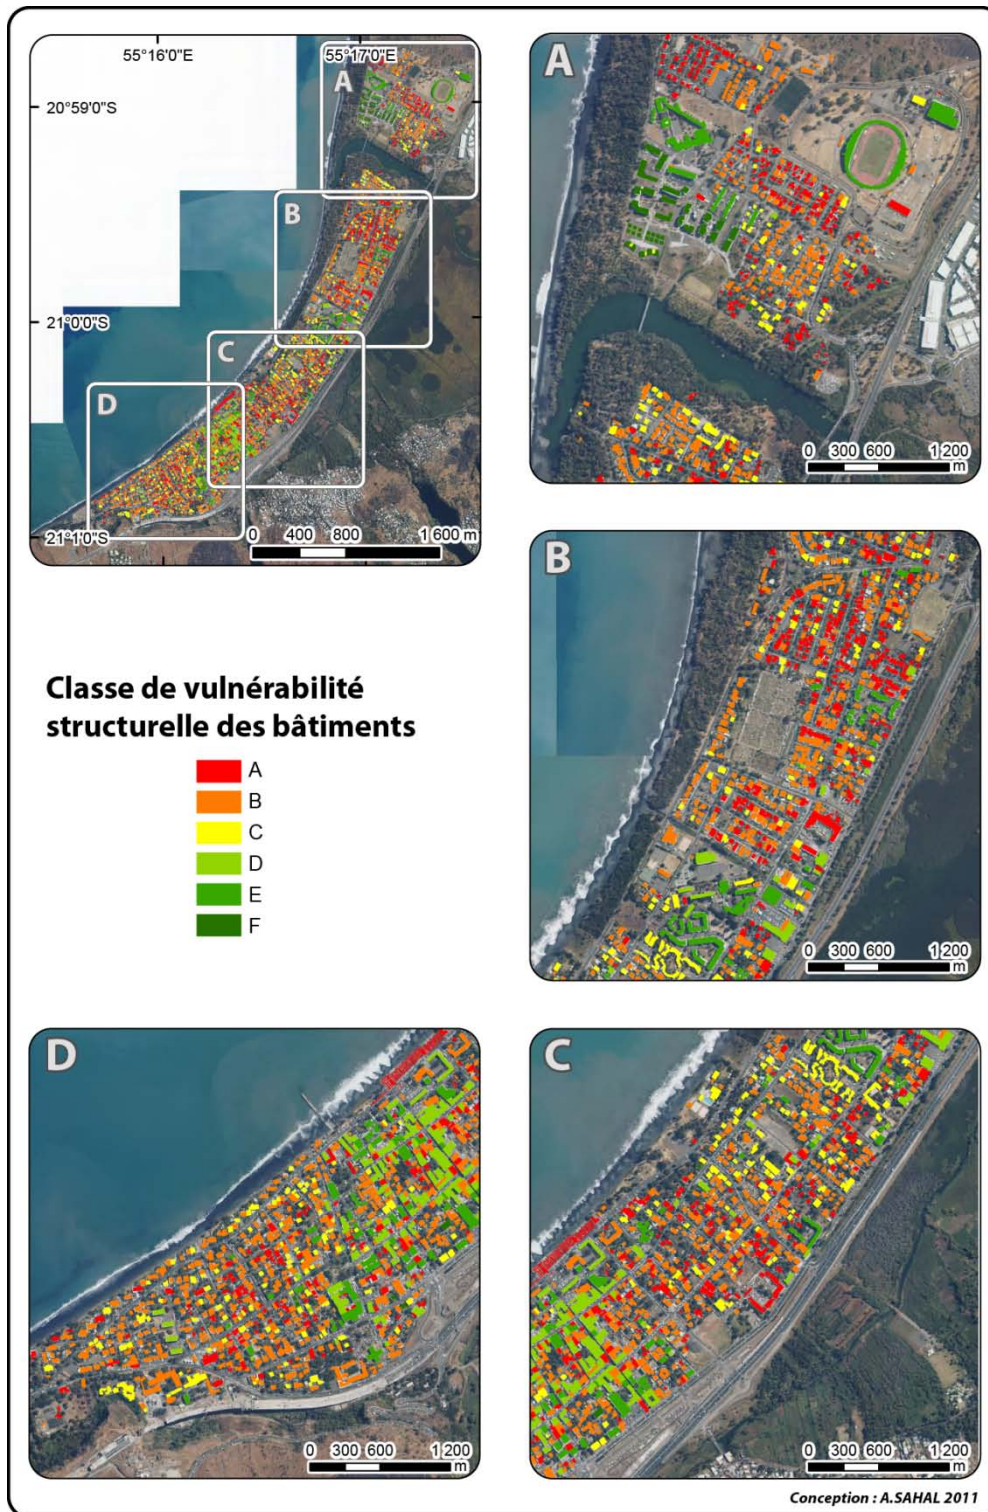 55°16'0"E
55°17'0"E
A
20°59'0"S
B
21°0'0"S
C
D
21°1'0"S
0 400 800 1 600 m
A
0 300 600 1 200
m
B
0 300 600 1 200
m
Classe de vulnérabilité
structurelle des bâtiments
A
B
C
D
E
F
D
0 300 600 1 200
m
C
0 300 600 1 200
m
Conception : A.SAHAL 2011